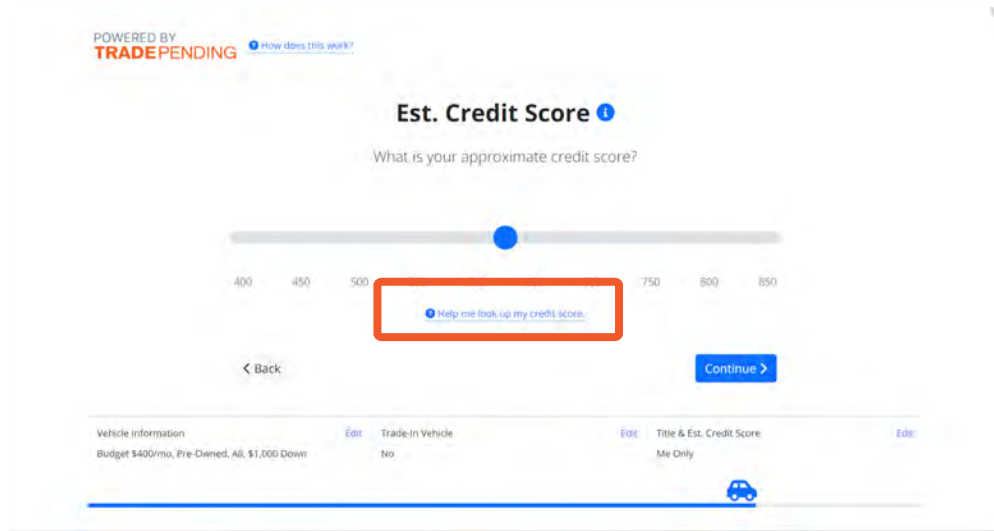 POWERED BY
TRADEPENDING
How does this work?
Est. Credit Score
What is your approximate credit score?
400 450 500 750 800 850
Help me look up my credit score.
Back
Continue
Vehicle Information Edit Trade-In Vehicle Edit Title & Est. Credit Score Edit
Budget $400/mo, Pre-Owned, All, $1,000 Down No Me Only